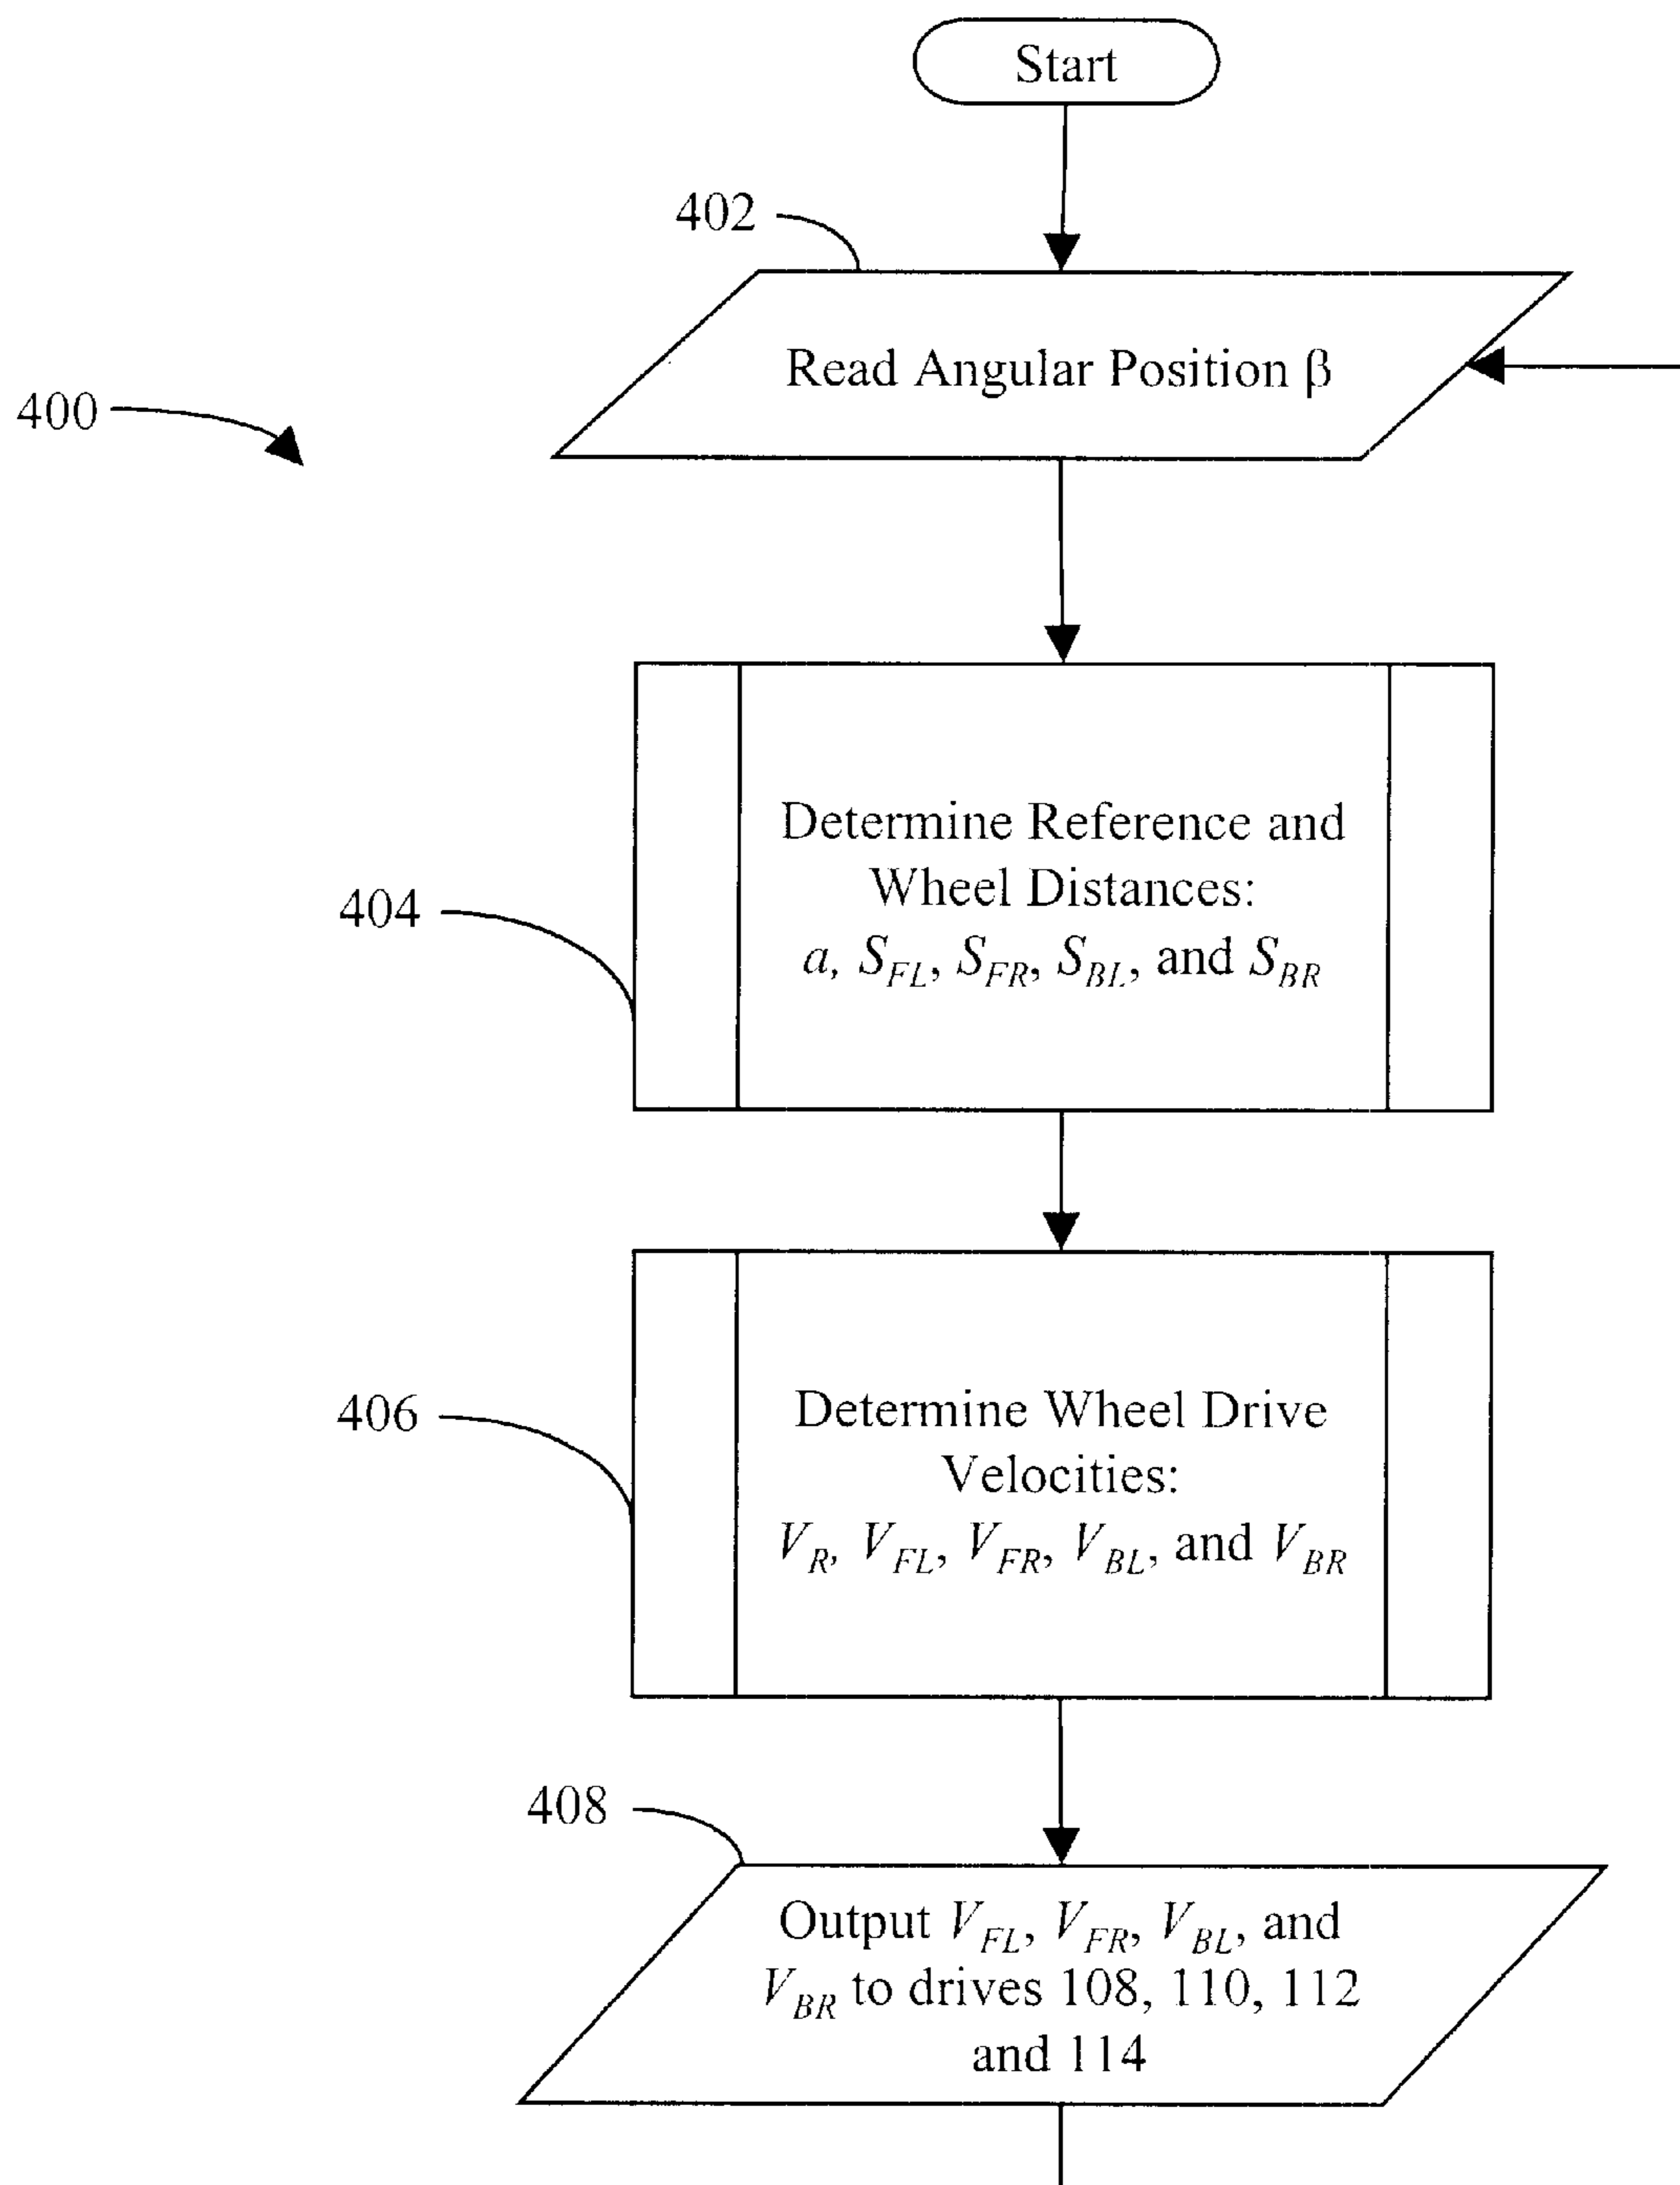 Start
402
Read Angular Position β
400
Determine Reference and
Wheel Distances:
a, S_FL, S_FR, S_BL, and S_BR
404
Determine Wheel Drive
Velocities:
V_R, V_FL, V_FR, V_BL, and V_BR
406
408
Output V_FL, V_FR, V_BL, and
V_BR to drives 108, 110, 112
and 114